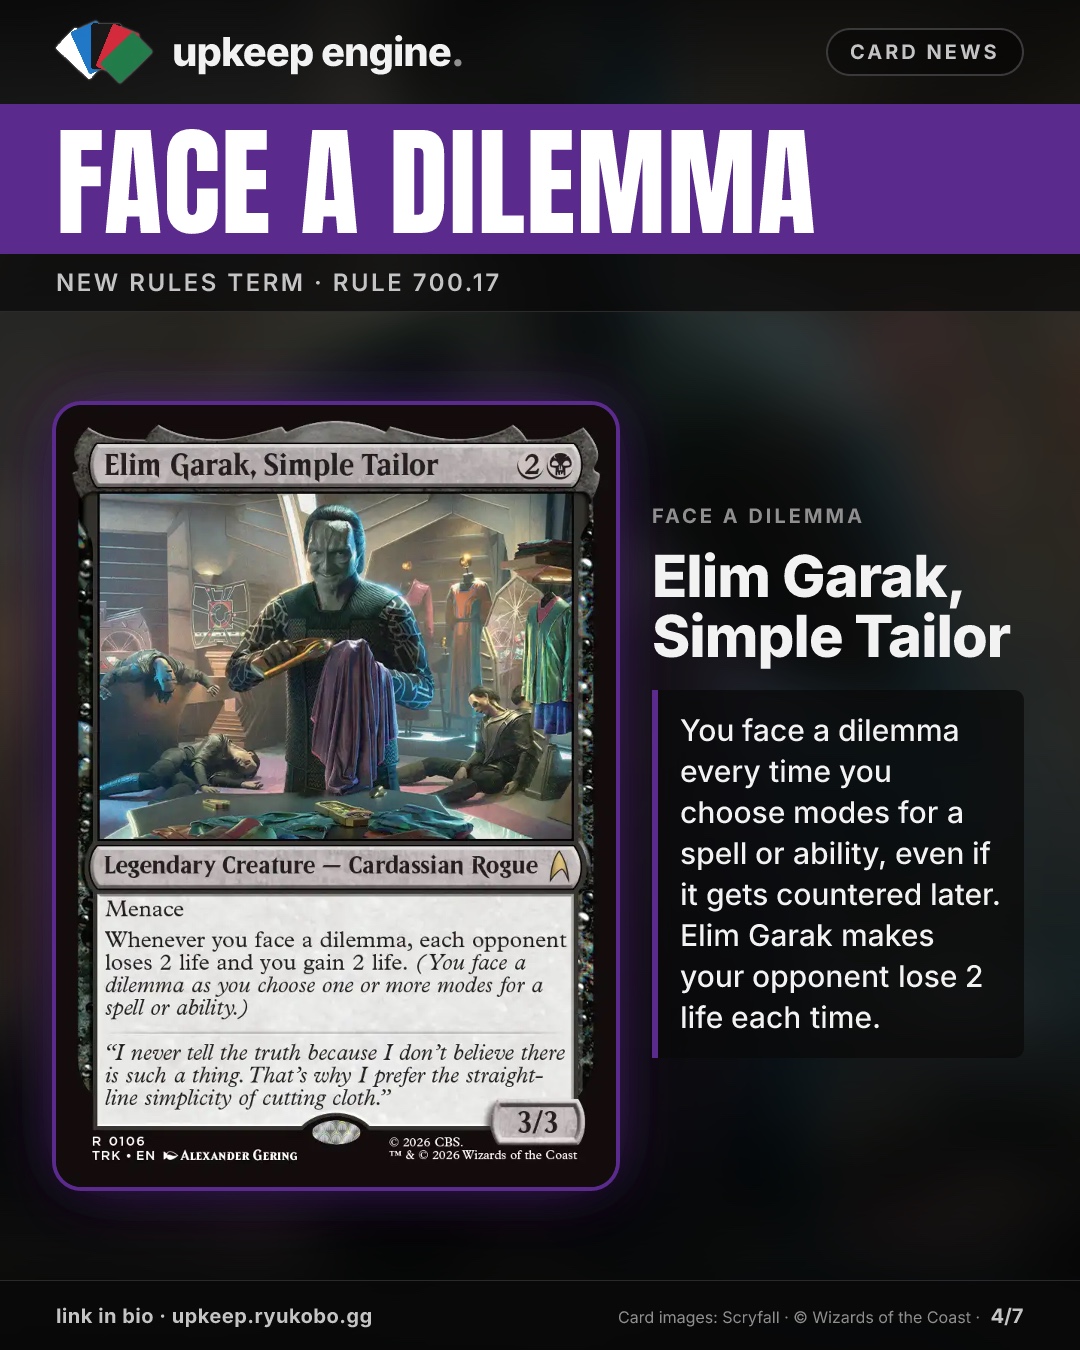 upkeep engine.
CARD NEWS
FACE A DILEMMA
NEW RULES TERM · RULE 700.17
Elim Garak, Simple Tailor 2
Legendary Creature — Cardassian Rogue
Menace
Whenever you face a dilemma, each opponent
loses 2 life and you gain 2 life. (You face a
dilemma as you choose one or more modes for a
spell or ability.)
“I never tell the truth because I don’t believe there
is such a thing. That’s why I prefer the straight-
line simplicity of cutting cloth.”
3/3
R 0106
TRK • EN ALEXANDER GERING
© 2026 CBS.
™ & © 2026 Wizards of the Coast
FACE A DILEMMA
Elim Garak,
Simple Tailor
You face a dilemma
every time you
choose modes for a
spell or ability, even if
it gets countered later.
Elim Garak makes
your opponent lose 2
life each time.
link in bio · upkeep.ryukobo.gg
Card images: Scryfall · © Wizards of the Coast · 4/7